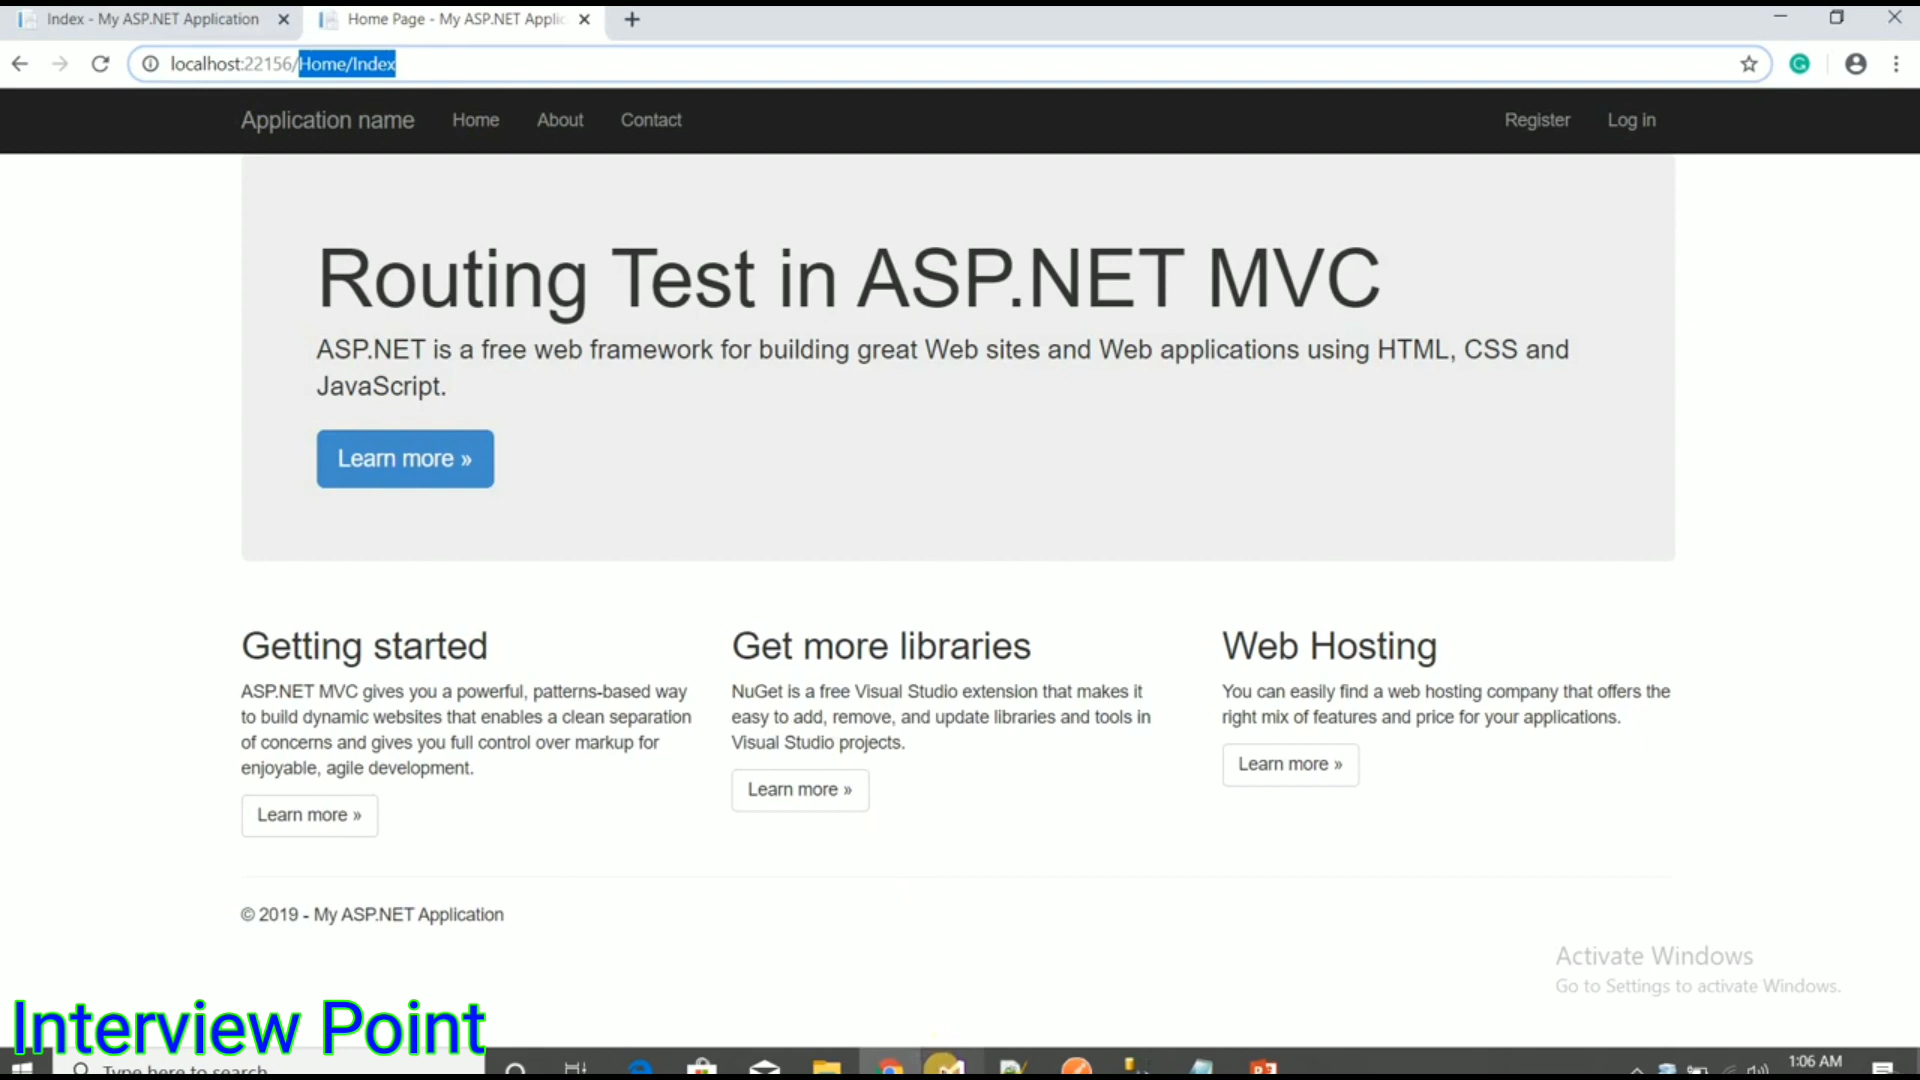 Index - My ASP.NET Application
Home Page - My ASP.NET Applic
localhost:22156/Home/Index
Application name
Home
About
Contact
Register
Log in
Routing Test in ASP.NET MVC
ASP.NET is a free web framework for building great Web sites and Web applications using HTML, CSS and
JavaScript.
Learn more »
Getting started
ASP.NET MVC gives you a powerful, patterns-based way
to build dynamic websites that enables a clean separation
of concerns and gives you full control over markup for
enjoyable, agile development.
Learn more »
Get more libraries
NuGet is a free Visual Studio extension that makes it
easy to add, remove, and update libraries and tools in
Visual Studio projects.
Learn more »
Web Hosting
You can easily find a web hosting company that offers the
right mix of features and price for your applications.
Learn more »
© 2019 - My ASP.NET Application
Activate Windows
Go to Settings to activate Windows.
Interview Point
Type here to search
1:06 AM